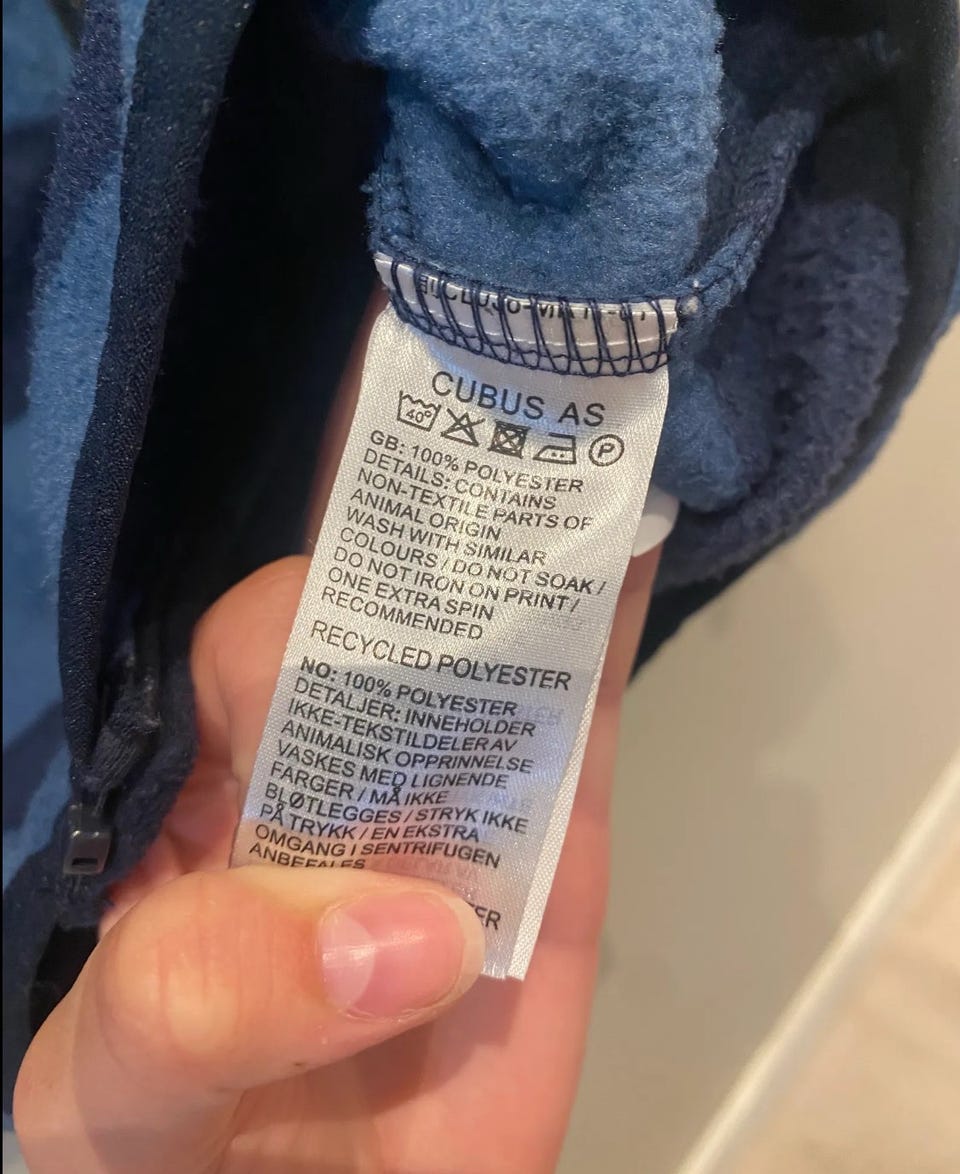 CUBUS AS
40°
P
GB: 100% POLYESTER
DETAILS: CONTAINS
NON-TEXTILE PARTS OF
ANIMAL ORIGIN
WASH WITH SIMILAR
COLOURS / DO NOT SOAK /
DO NOT IRON ON PRINT /
ONE EXTRA SPIN
RECOMMENDED
RECYCLED POLYESTER
NO: 100% POLYESTER
DETALJER: INNEHOLDER
IKKE-TEKSTILDELER AV
ANIMALISK OPPRINNELSE
VASKES MED LIGNENDE
FARGER / MÅ IKKE
BLØTLEGGES / STRYK IKKE
PÅ TRYKK / EN EKSTRA
OMGANG I SENTRIFUGEN
ANBEFALES